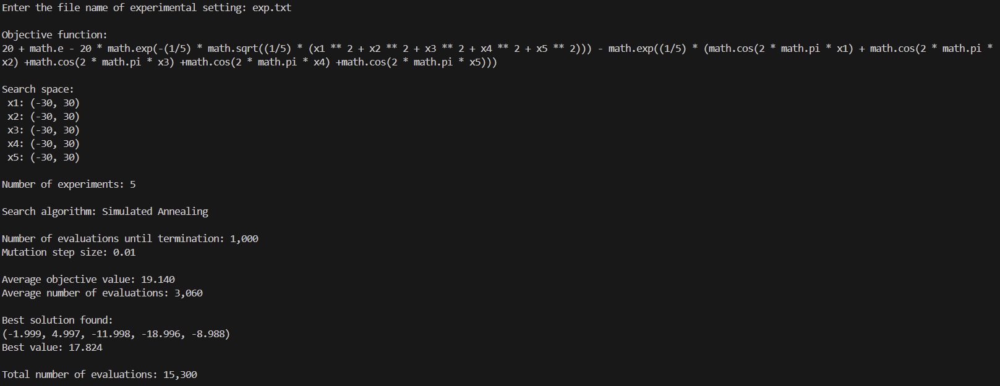 Enter the file name of experimental setting: exp.txt
Objective function:
20 + math.e - 20 * math.exp(-(1/5) * math.sqrt((1/5) * (x1 ** 2 + x2 ** 2 + x3 ** 2 + x4 ** 2 + x5 ** 2))) - math.exp((1/5) * (math.cos(2 * math.pi * x1) + math.cos(2 * math.pi *
x2) +math.cos(2 * math.pi * x3) +math.cos(2 * math.pi * x4) +math.cos(2 * math.pi * x5)))
Search space:
x1: (-30, 30)
x2: (-30, 30)
x3: (-30, 30)
x4: (-30, 30)
x5: (-30, 30)
Number of experiments: 5
Search algorithm: Simulated Annealing
Number of evaluations until termination: 1,000
Mutation step size: 0.01
Average objective value: 19.140
Average number of evaluations: 3,060
Best solution found:
(-1.999, 4.997, -11.998, -18.996, -8.988)
Best value: 17.824
Total number of evaluations: 15,300